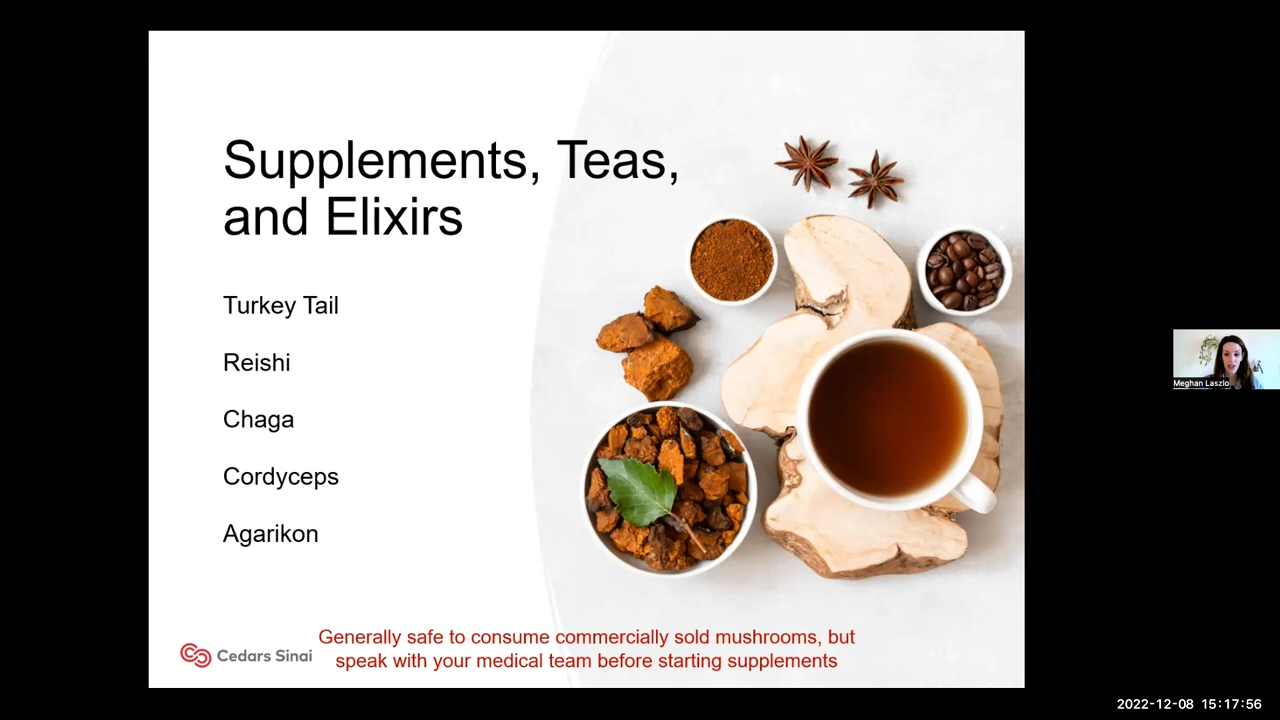 Supplements, Teas,
and Elixirs
Turkey Tail
Reishi
Chaga
Cordyceps
Agarikon
Generally safe to consume commercially sold mushrooms, but
speak with your medical team before starting supplements
Cedars Sinai
Meghan Laszlo
2022-12-08 15:17:56